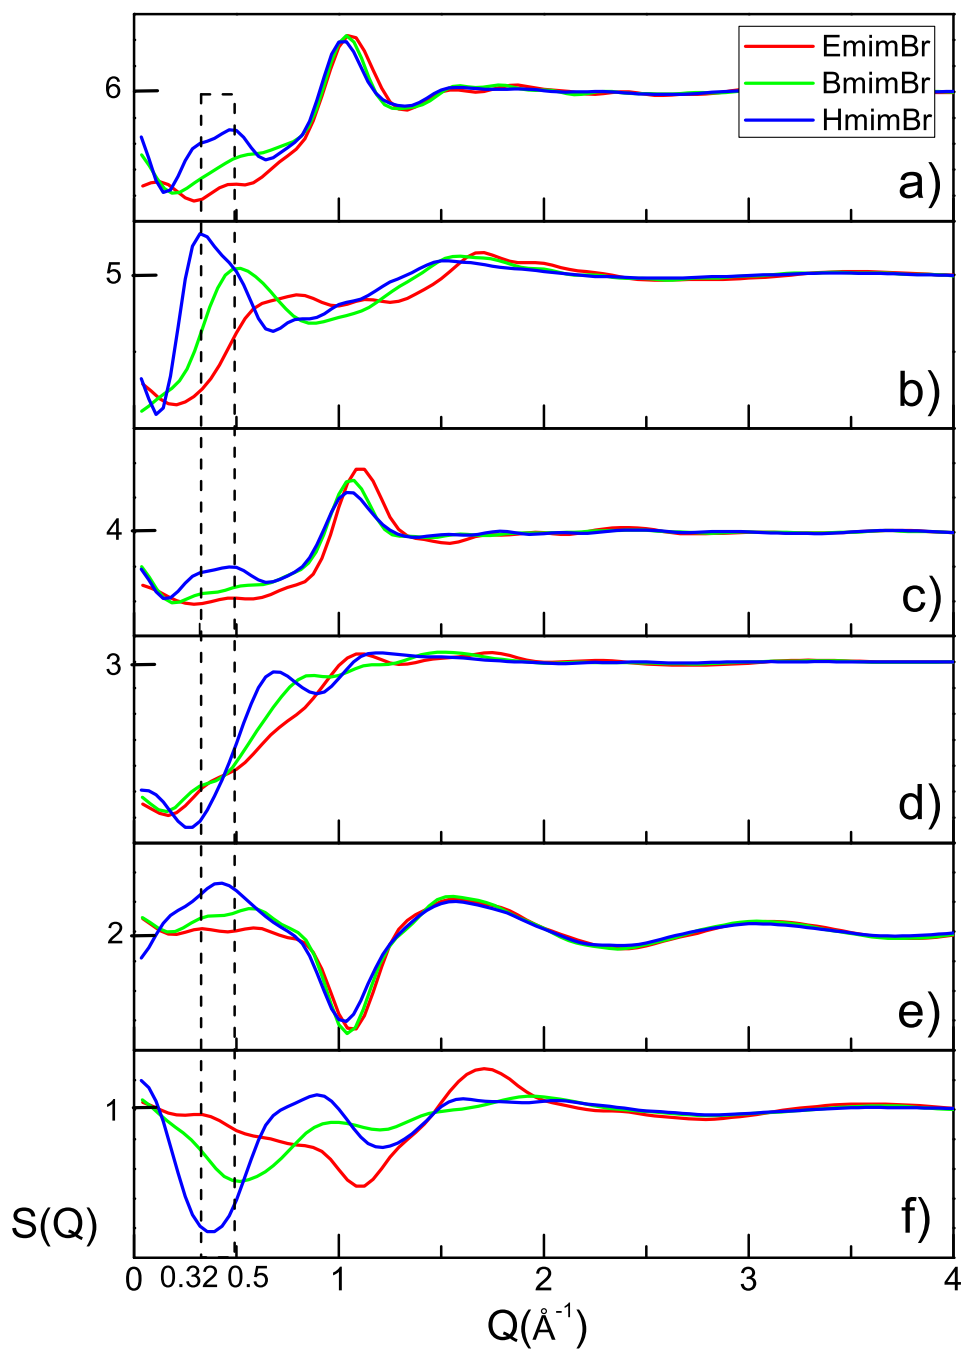 EmimBr
BmimBr
HmimBr
6
a)
5
b)
4
c)
3
d)
2
e)
1
f)
S(Q)
0 0.32 0.5 1 2 3 4
Q(Å⁻¹)